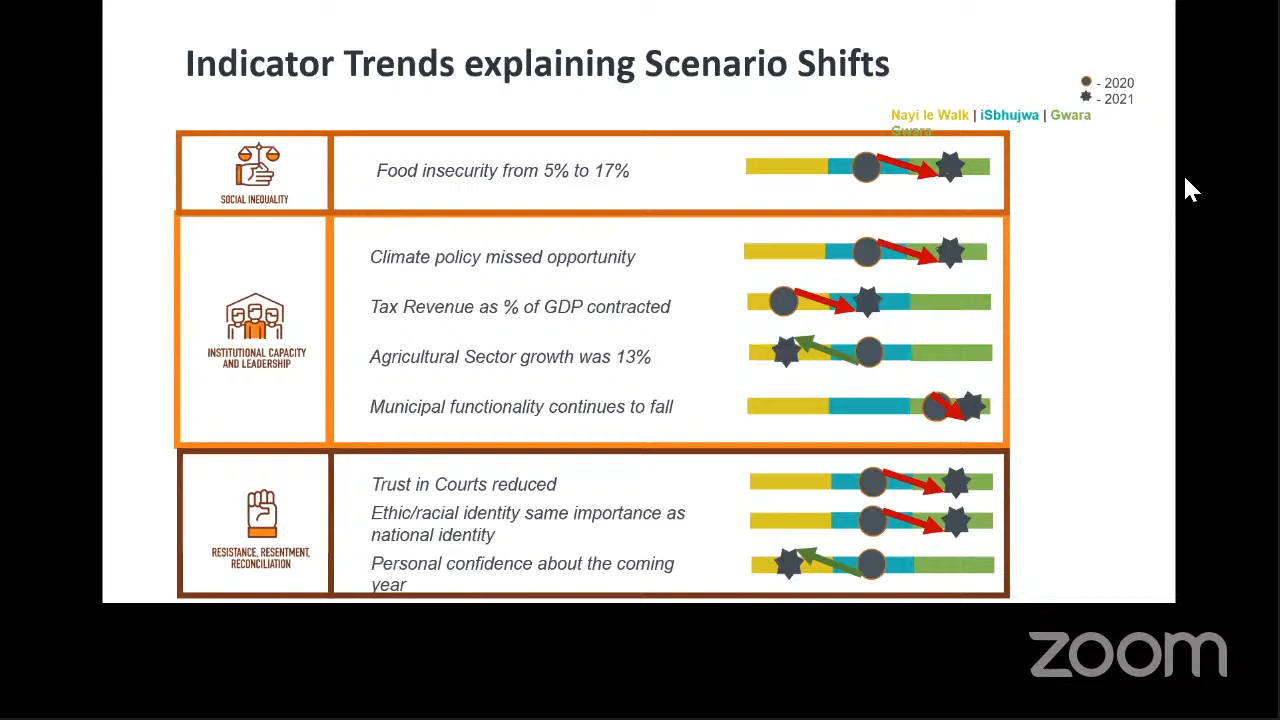 Indicator Trends explaining Scenario Shifts
- 2020
- 2021
Nayi le Walk | iSbhujwa | Gwara
Gwara
SOCIAL INEQUALITY
Food insecurity from 5% to 17%
INSTITUTIONAL CAPACITY
AND LEADERSHIP
Climate policy missed opportunity
Tax Revenue as % of GDP contracted
Agricultural Sector growth was 13%
Municipal functionality continues to fall
RESISTANCE, RESENTMENT,
RECONCILIATION
Trust in Courts reduced
Ethic/racial identity same importance as
national identity
Personal confidence about the coming
year
zoom